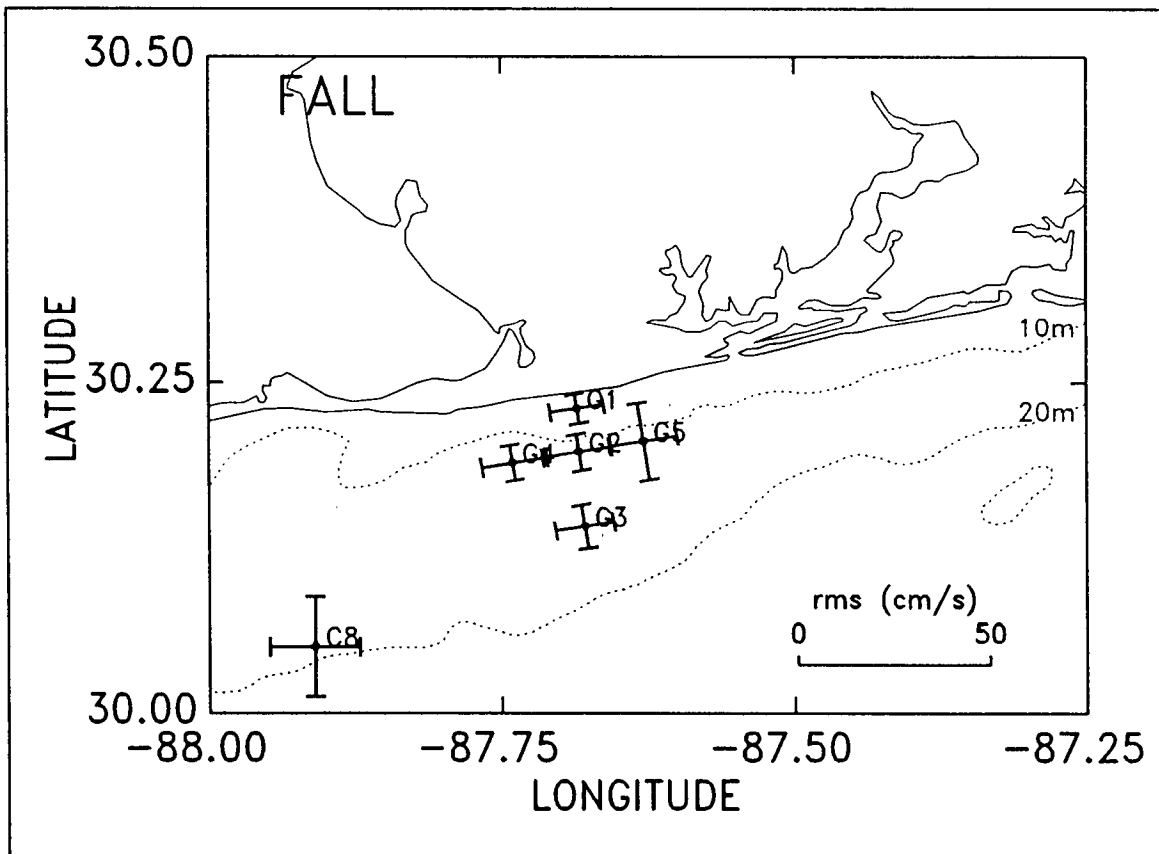 30.50
FALL
LATITUDE
10m
30.25
G1
20m
G2
G5
G4
G3
rms (cm/s)
C8
0 50
30.00
-88.00 -87.75 -87.50 -87.25
LONGITUDE